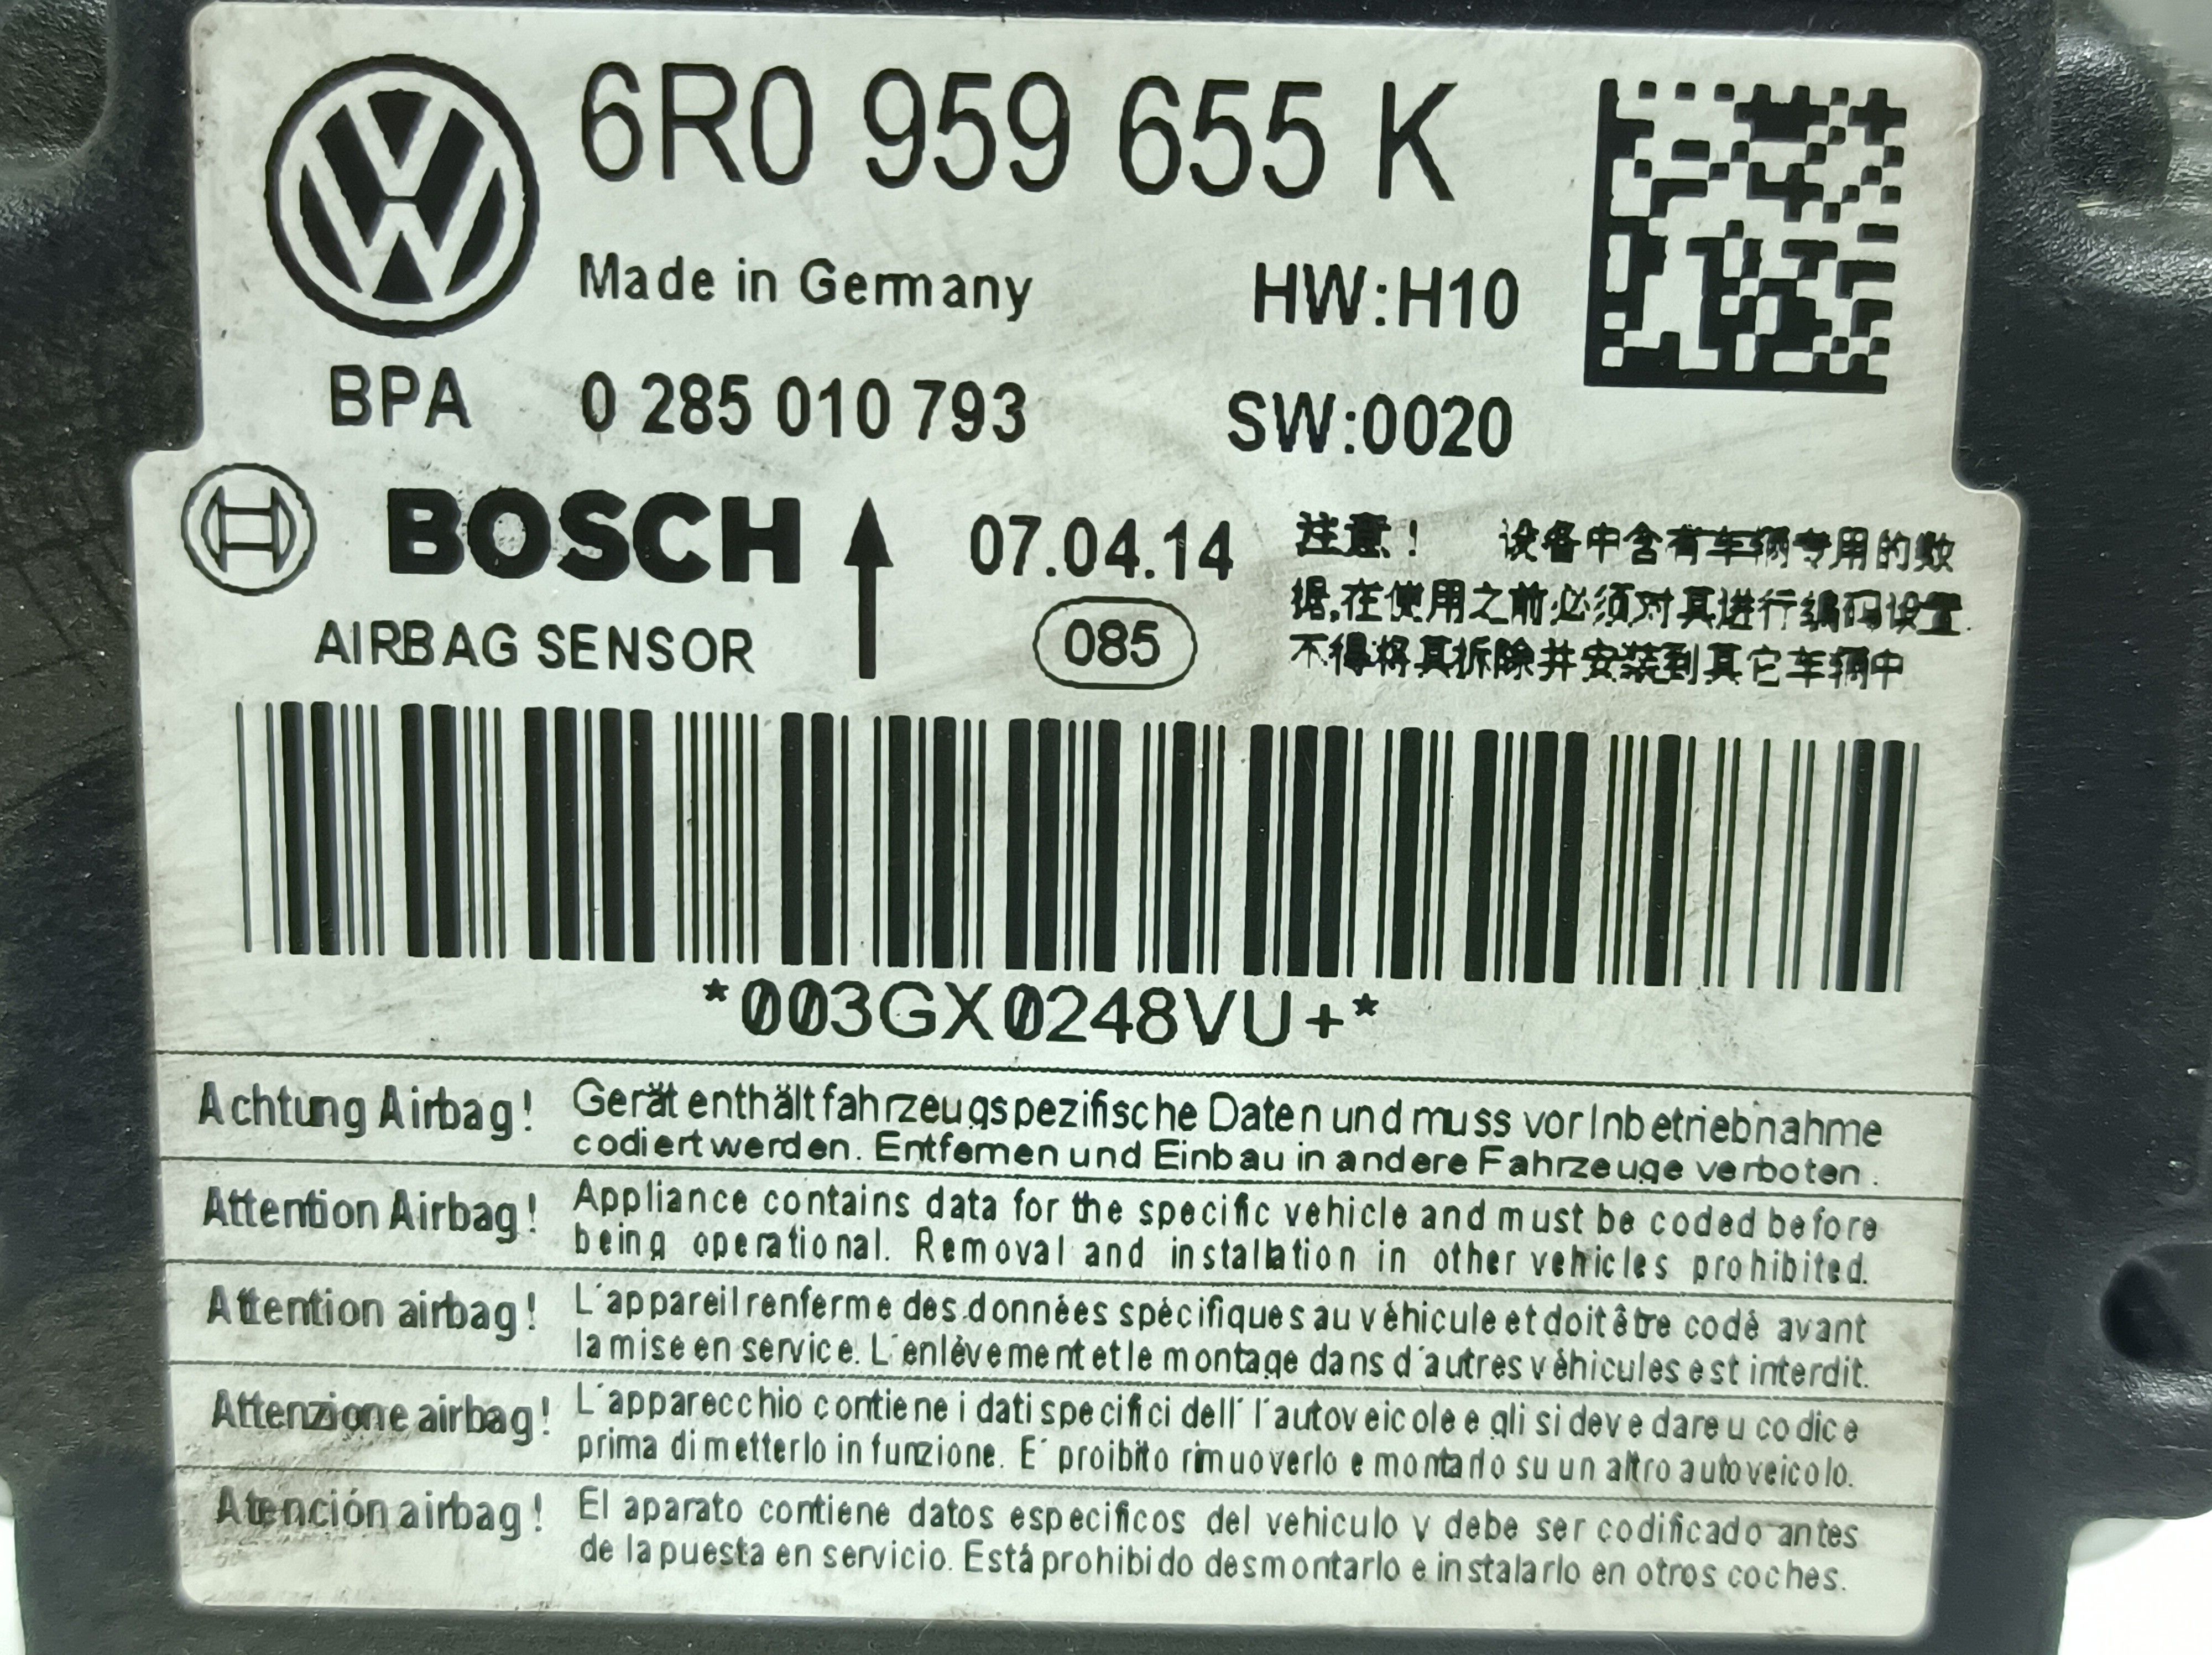 6R0 959 655 K
Made in Germany
HW:H10
BPA 0 285 010 793
SW:0020
BOSCH
07.04.14
AIRBAG SENSOR
085
注意! 设备中含有车辆专用的数
据,在使用之前必须对其进行编码设置.
不得将其拆除并安装到其它车辆中
*003GX0248VU+*
Achtung Airbag! Gerät enthält fahrzeugspezifische Daten und muss vor Inbetriebnahme
codiert werden. Entfernen und Einbau in andere Fahrzeuge verboten.
Attention Airbag! Appliance contains data for the specific vehicle and must be coded before
being operational. Removal and installation in other vehicles prohibited.
Attention airbag! L'appareil renferme des données spécifiques au véhicule et doit être codé avant
la mise en service. L'enlèvement et le montage dans d'autres véhicules est interdit.
Attenzione airbag! L'apparecchio contiene i dati specifici dell' l'autoveicolo e gli si deve dare u codice
prima di metterlo in funzione. E' proibito rimuoverlo e montarlo su un altro autoveicolo.
Atención airbag! El aparato contiene datos especificos del vehiculo y debe ser codificado antes
de la puesta en servicio. Está prohibido desmontarlo e instalarlo en otros coches.